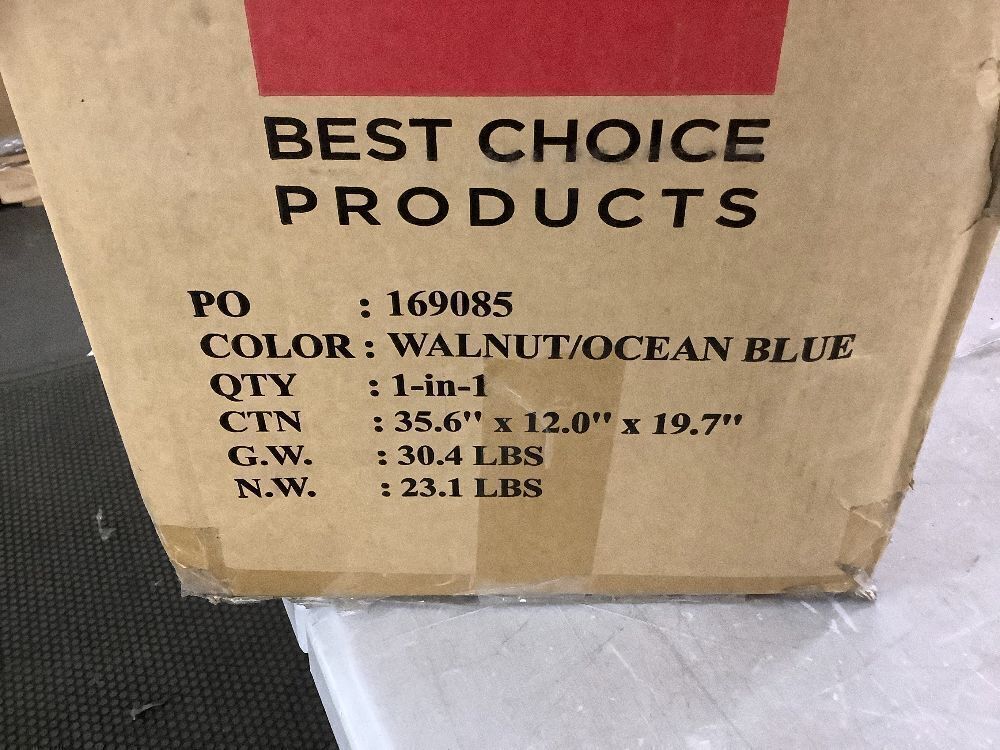 BEST CHOICE
PRODUCTS
PO : 169085
COLOR : WALNUT/OCEAN BLUE
QTY : 1-in-1
CTN : 35.6" x 12.0" x 19.7"
G.W. : 30.4 LBS
N.W. : 23.1 LBS